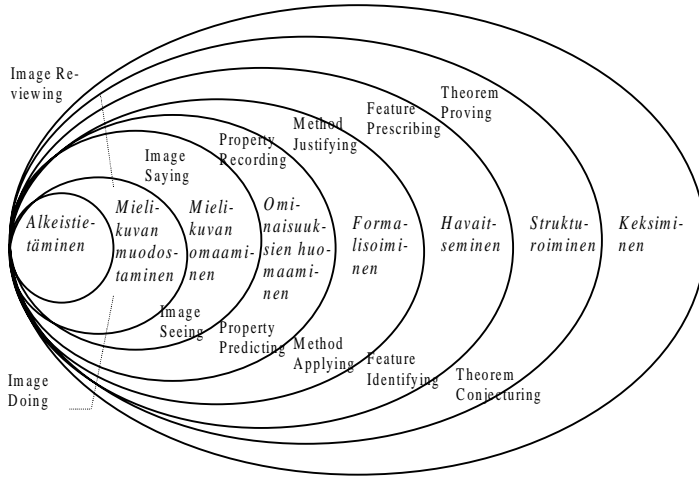 Image Re-
viewing
Image
Saying
Property
Recording
Method
Justifying
Feature
Prescribing
Theorem
Proving
Alkeistie-
täminen
Mieli-
kuvan
muodos-
taminen
Mieli-
kuvan
omaami-
nen
Omi-
naisuuk-
sien huo-
maami-
nen
Forma-
lisoimi-
nen
Havait-
seminen
Struktu-
roiminen
Keksimi-
nen
Image
Doing
Image
Seeing
Property
Predicting
Method
Applying
Feature
Identifying
Theorem
Conjecturing